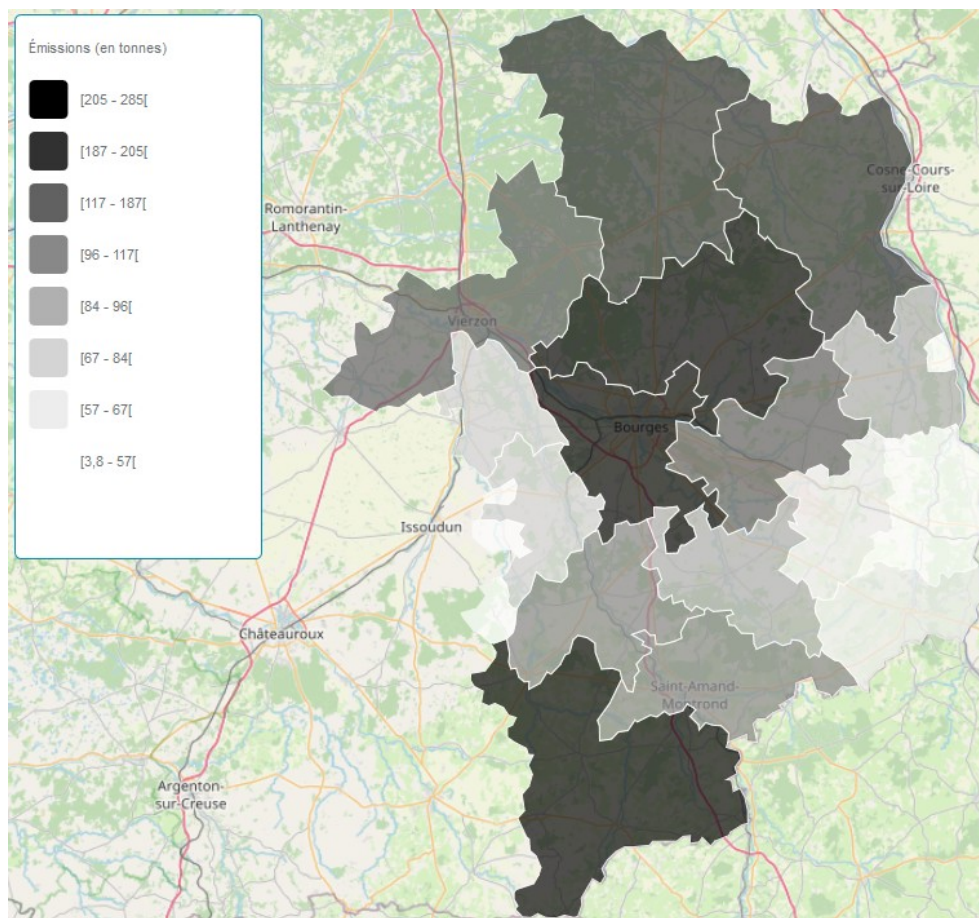 Émissions (en tonnes)
[205 - 285[
[187 - 205[
[117 - 187[
[96 - 117[
[84 - 96[
[67 - 84[
[57 - 67[
[3,8 - 57[
Cosne-Cours-
sur-Loire
Romorantin-
Lanthenay
Vierzon
Bourges
Issoudun
Châteauroux
Saint-Amand-
Montrond
Argenton-
sur-Creuse